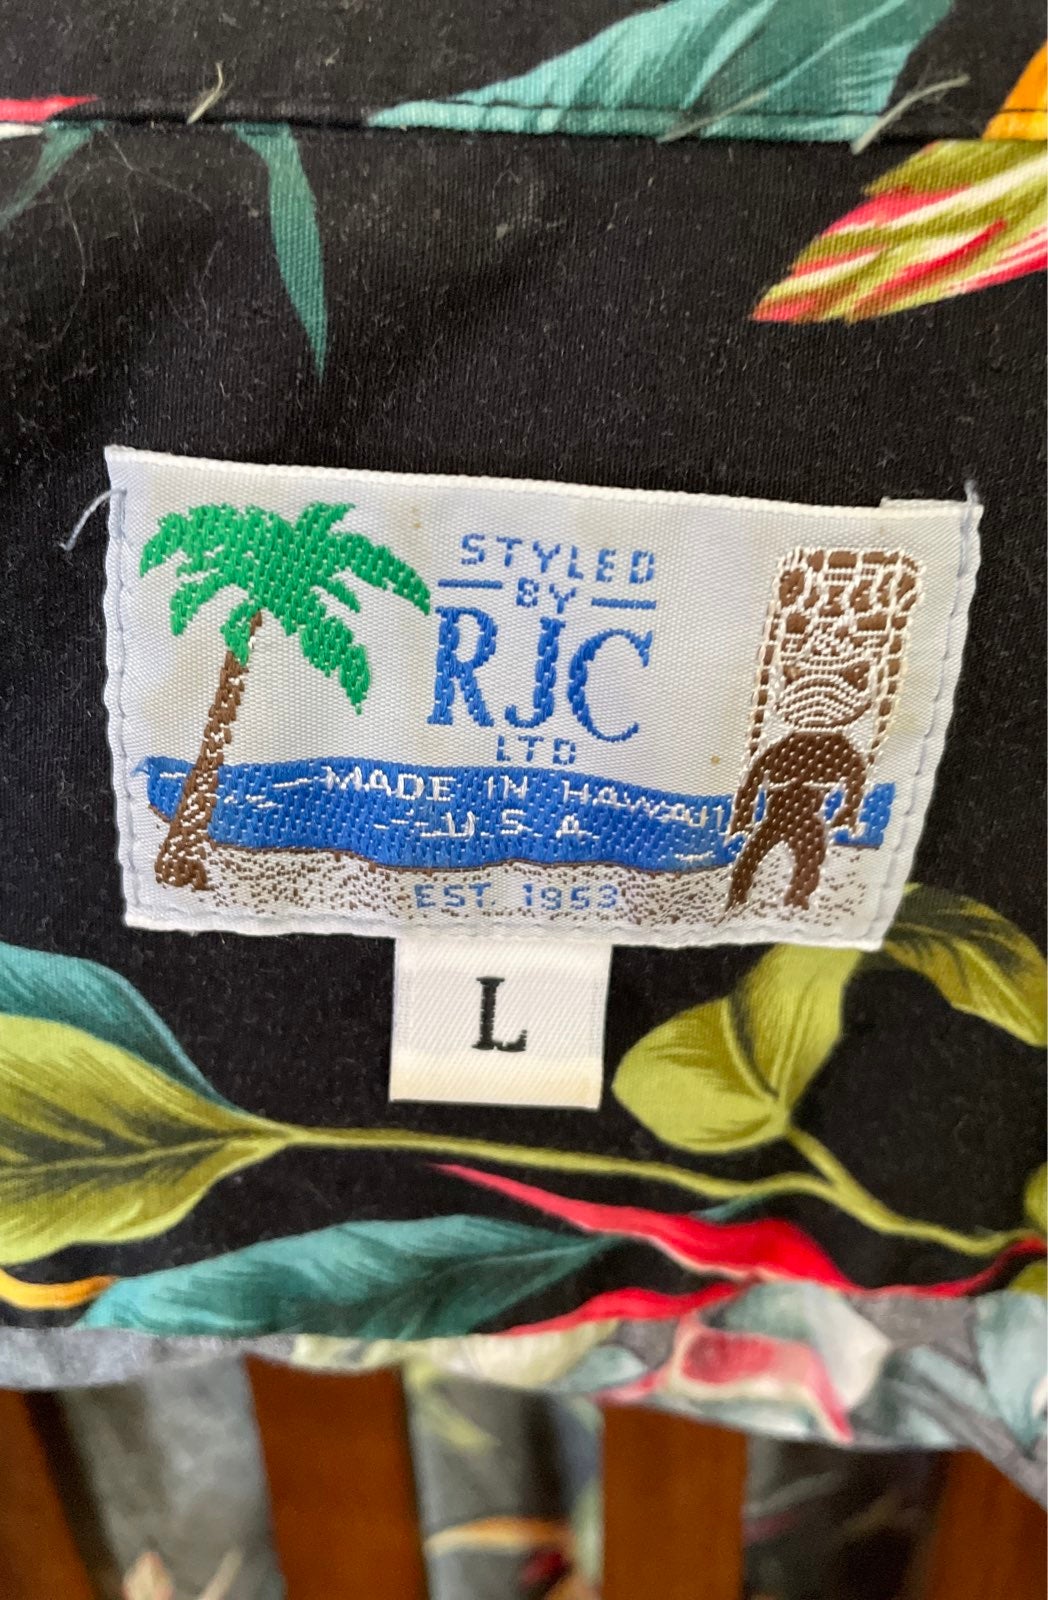 STYLED
BY
RJC
LTD
MADE IN HAWAII
U.S.A
EST. 1953
L